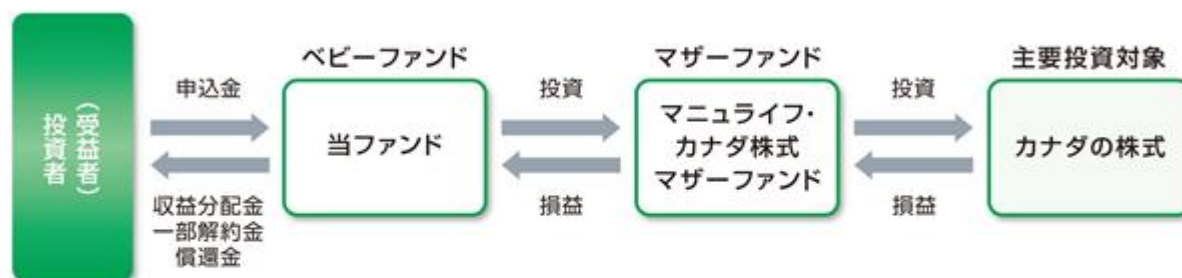 投資者
（受益者）
申込金
収益分配金
一部解約金
償還金
ベビーファンド
当ファンド
投資
損益
マザーファンド
マニュライフ・
カナダ株式
マザーファンド
投資
損益
主要投資対象
カナダの株式